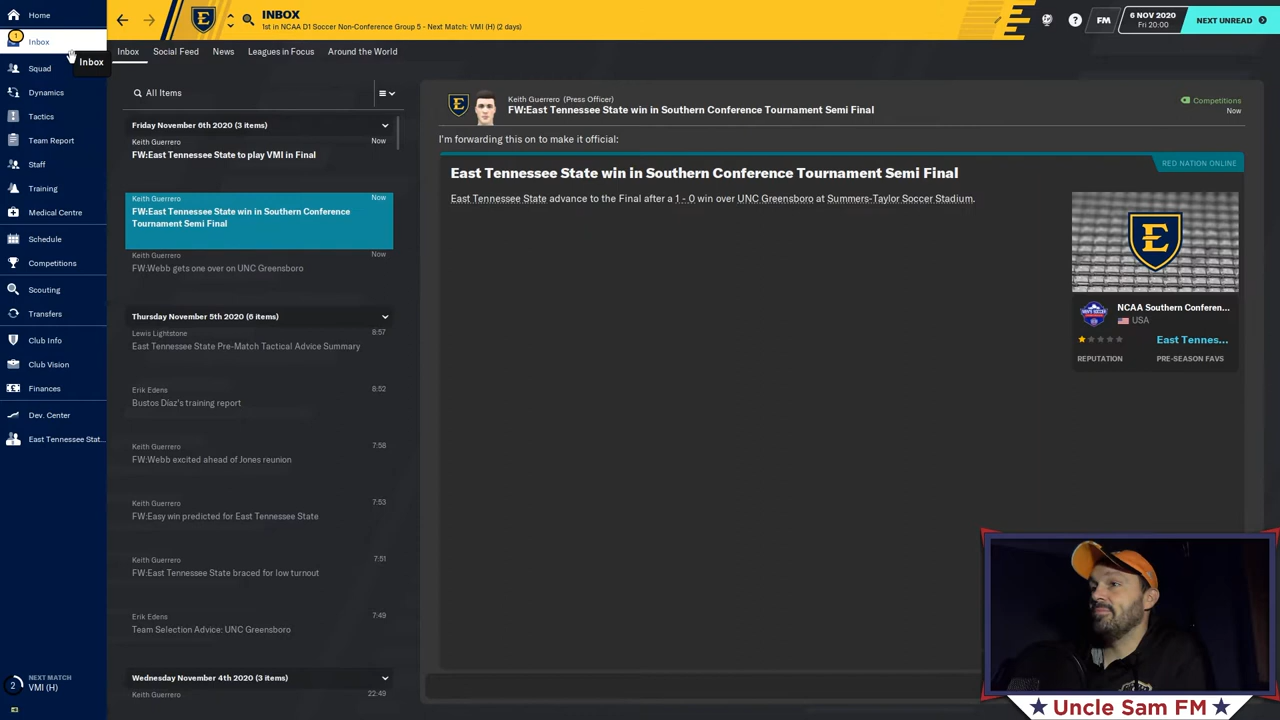 Home
1
Inbox
Inbox
Squad
Dynamics
Tactics
Team Report
Staff
Training
Medical Centre
Schedule
Competitions
Scouting
Transfers
Club Info
Club Vision
Finances
Dev. Center
East Tennessee Stat...
2
NEXT MATCH
VMI (H)
INBOX
1st in NCAA D1 Soccer Non-Conference Group 5 - Next Match: VMI (H) (2 days)
?
FM
6 NOV 2020
Fri 20:00
NEXT UNREAD
Inbox
Social Feed
News
Leagues in Focus
Around the World
All Items
Friday November 6th 2020 (3 items)
Keith Guerrero Now
FW:East Tennessee State to play VMI in Final
Keith Guerrero Now
FW:East Tennessee State win in Southern Conference
Tournament Semi Final
Keith Guerrero Now
FW:Webb gets one over on UNC Greensboro
Thursday November 5th 2020 (6 items)
Lewis Lightstone 8:57
East Tennessee State Pre-Match Tactical Advice Summary
Erik Edens 8:52
Bustos Díaz's training report
Keith Guerrero 7:58
FW:Webb excited ahead of Jones reunion
Keith Guerrero 7:53
FW:Easy win predicted for East Tennessee State
Keith Guerrero 7:51
FW:East Tennessee State braced for low turnout
Erik Edens 7:49
Team Selection Advice: UNC Greensboro
Wednesday November 4th 2020 (3 items)
Keith Guerrero 22:49
Keith Guerrero (Press Officer)
FW:East Tennessee State win in Southern Conference Tournament Semi Final
Competitions
Now
I'm forwarding this on to make it official:
RED NATION ONLINE
East Tennessee State win in Southern Conference Tournament Semi Final
East Tennessee State advance to the Final after a 1 - 0 win over UNC Greensboro at Summers-Taylor Soccer Stadium.
E
NCAA Southern Conferen...
USA
East Tennes...
REPUTATION
PRE-SEASON FAVS
★ Uncle Sam FM ★